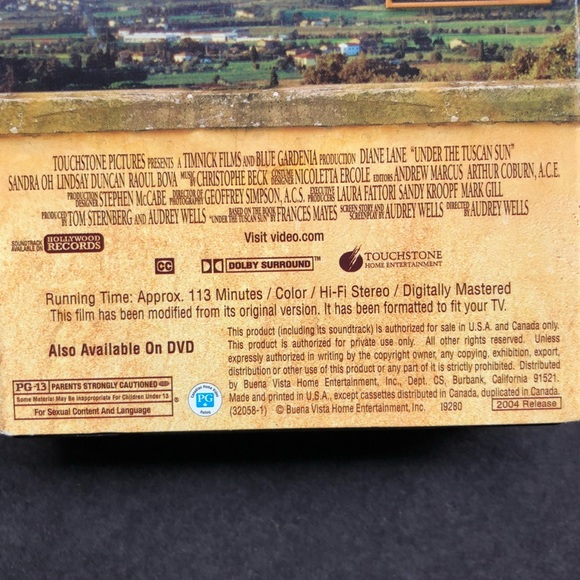 TOUCHSTONE PICTURES PRESENTS A TIMNICK FILMS AND BLUE GARDENIA PRODUCTION DIANE LANE "UNDER THE TUSCAN SUN"
SANDRA OH LINDSAY DUNCAN RAOUL BOVA MUSIC BY CHRISTOPHE BECK COSTUME DESIGNER NICOLETTA ERCOLE EDITORS ANDREW MARCUS ARTHUR COBURN, A.C.E.
PRODUCTION DESIGNER STEPHEN McCABE DIRECTOR OF PHOTOGRAPHY GEOFFREY SIMPSON, A.C.S. EXECUTIVE PRODUCERS LAURA FATTORI SANDY KROOPF MARK GILL
PRODUCED BY TOM STERNBERG AND AUDREY WELLS BASED ON THE BOOK "UNDER THE TUSCAN SUN" BY FRANCES MAYES SCREEN STORY AND SCREENPLAY BY AUDREY WELLS DIRECTED BY AUDREY WELLS
SOUNDTRACK AVAILABLE ON HOLLYWOOD RECORDS
Visit video.com
CC DOLBY SURROUND™ TOUCHSTONE HOME ENTERTAINMENT
Running Time: Approx. 113 Minutes / Color / Hi-Fi Stereo / Digitally Mastered
This film has been modified from its original version. It has been formatted to fit your TV.
Also Available On DVD
This product (including its soundtrack) is authorized for sale in U.S.A. and Canada only.
This product is authorized for private use only. All other rights reserved. Unless
expressly authorized in writing by the copyright owner, any copying, exhibition, export,
distribution or other use of this product or any part of it is strictly prohibited. Distributed
by Buena Vista Home Entertainment, Inc., Dept. CS, Burbank, California 91521.
Made and printed in U.S.A., except cassettes distributed in Canada, duplicated in Canada.
(32058-1) © Buena Vista Home Entertainment, Inc. 19280 2004 Release
PG-13 PARENTS STRONGLY CAUTIONED
Some Material May Be Inappropriate For Children Under 13
For Sexual Content And Language
PG